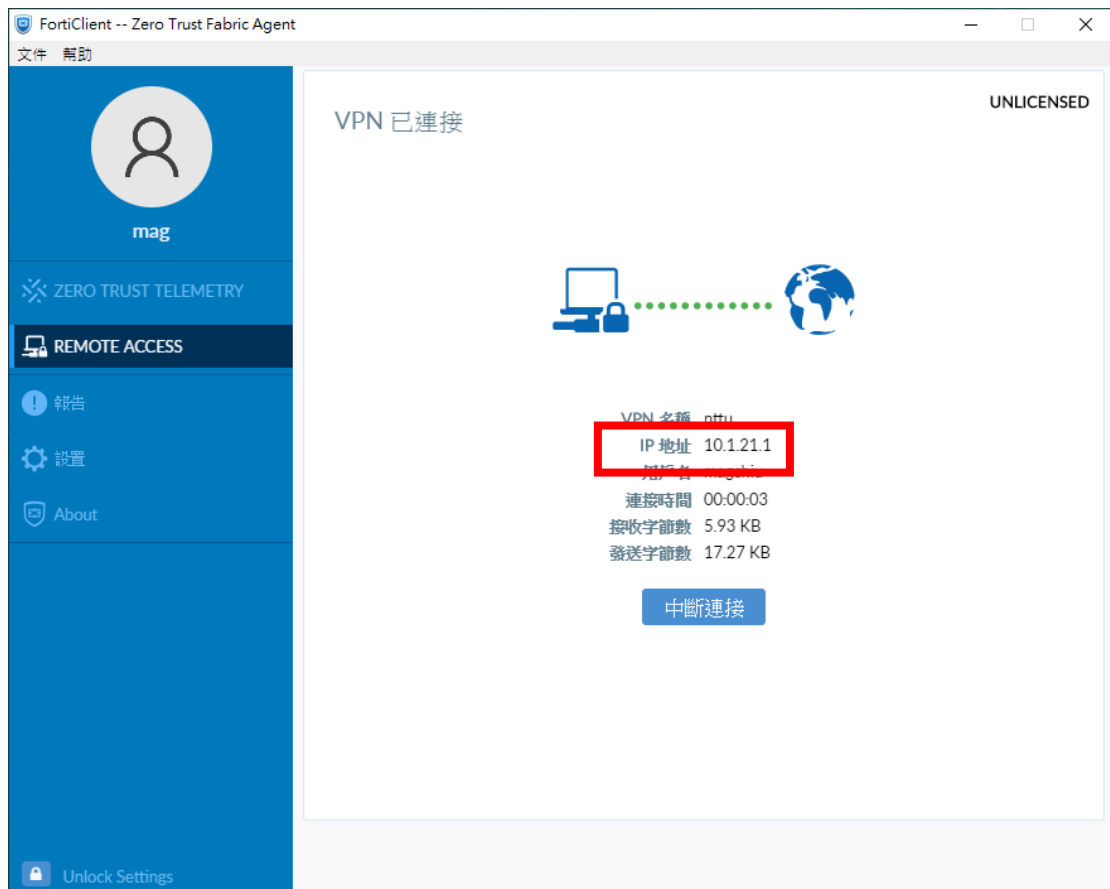 FortiClient -- Zero Trust Fabric Agent
文件 幫助
UNLICENSED
VPN 已連接
mag
ZERO TRUST TELEMETRY
REMOTE ACCESS
報告
設置
About
VPN 名稱 nttu
IP 地址 10.1.21.1
用戶名
連接時間 00:00:03
接收字節數 5.93 KB
發送字節數 17.27 KB
中斷連接
Unlock Settings